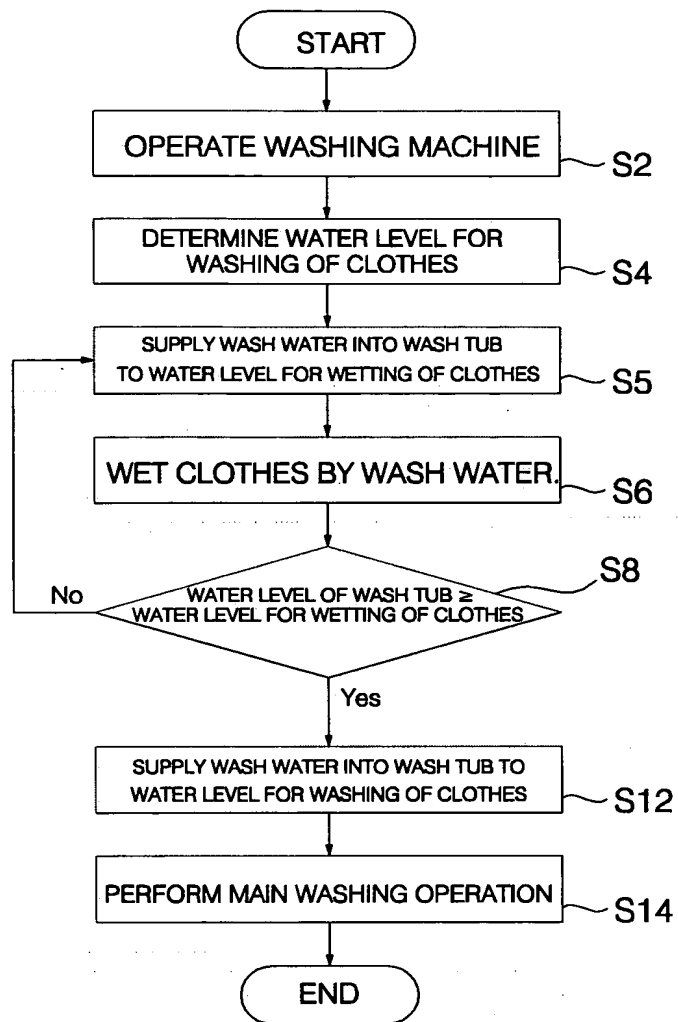 START
OPERATE WASHING MACHINE
S2
DETERMINE WATER LEVEL FOR
WASHING OF CLOTHES
S4
SUPPLY WASH WATER INTO WASH TUB
TO WATER LEVEL FOR WETTING OF CLOTHES
S5
WET CLOTHES BY WASH WATER.
S6
S8
WATER LEVEL OF WASH TUB ≥
WATER LEVEL FOR WETTING OF CLOTHES
No
Yes
SUPPLY WASH WATER INTO WASH TUB TO
WATER LEVEL FOR WASHING OF CLOTHES
S12
PERFORM MAIN WASHING OPERATION
S14
END